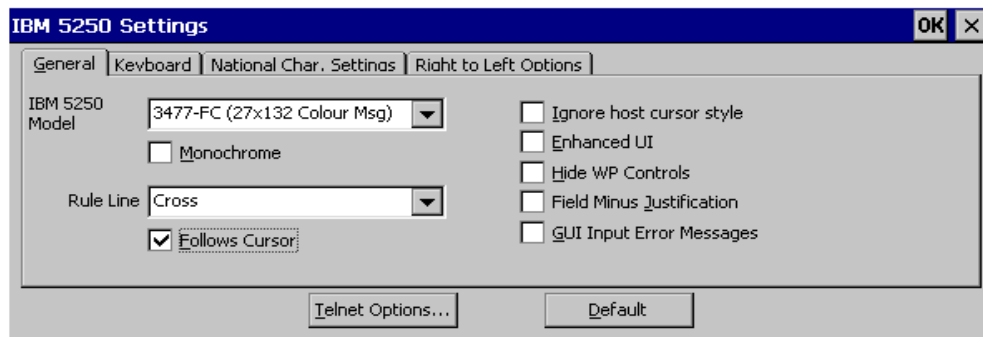 IBM 5250 Settings OK
General Keyboard National Char. Settings Right to Left Options
IBM 5250 Model
3477-FC (27x132 Colour Msg)
Monochrome
Rule Line Cross
Follows Cursor
Ignore host cursor style
Enhanced UI
Hide WP Controls
Field Minus Justification
GUI Input Error Messages
Telnet Options... Default